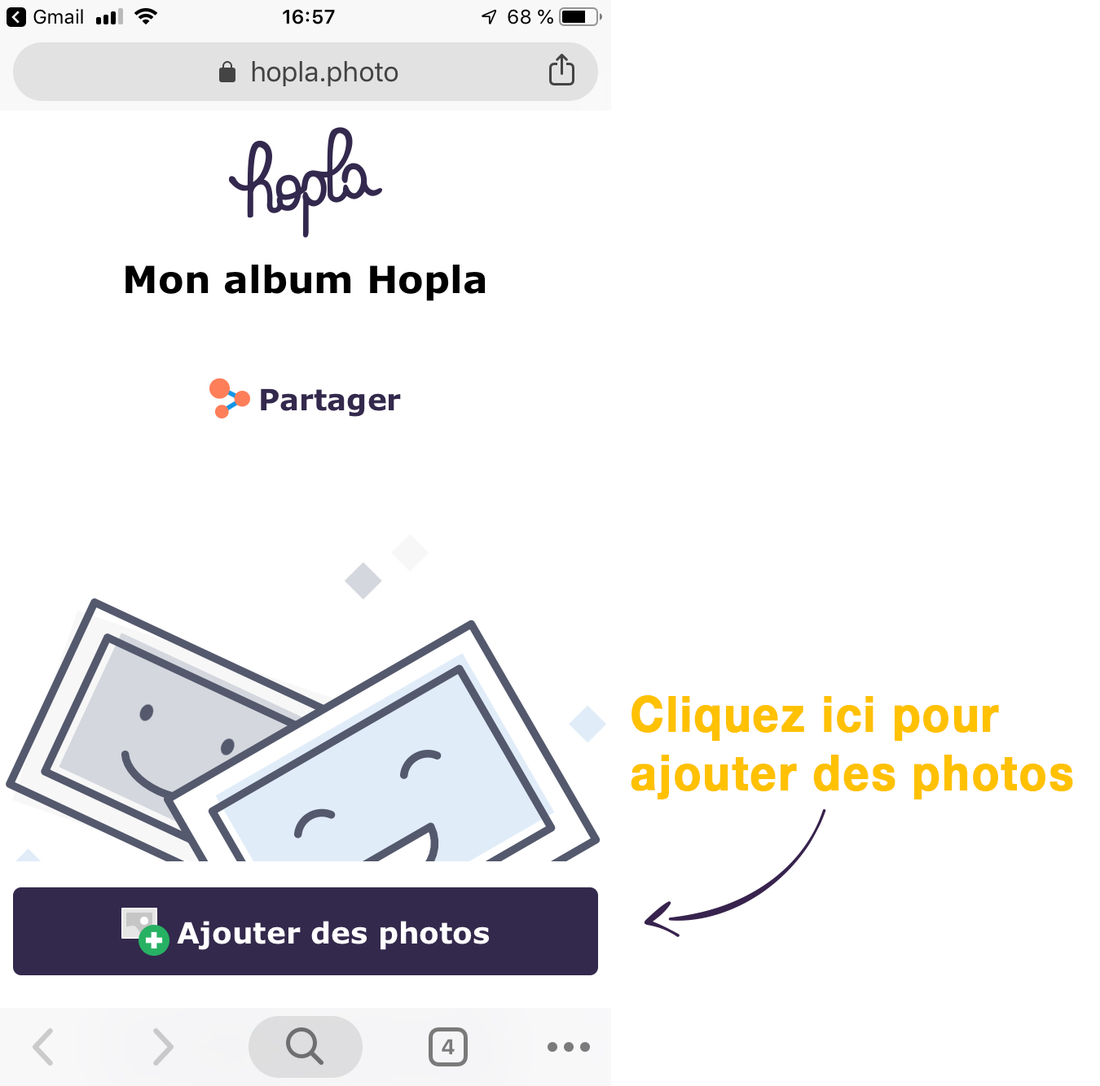 Gmail 16:57 68 %
hopla.photo
hopla
Mon album Hopla
Partager
Cliquez ici pour
ajouter des photos
Ajouter des photos
4